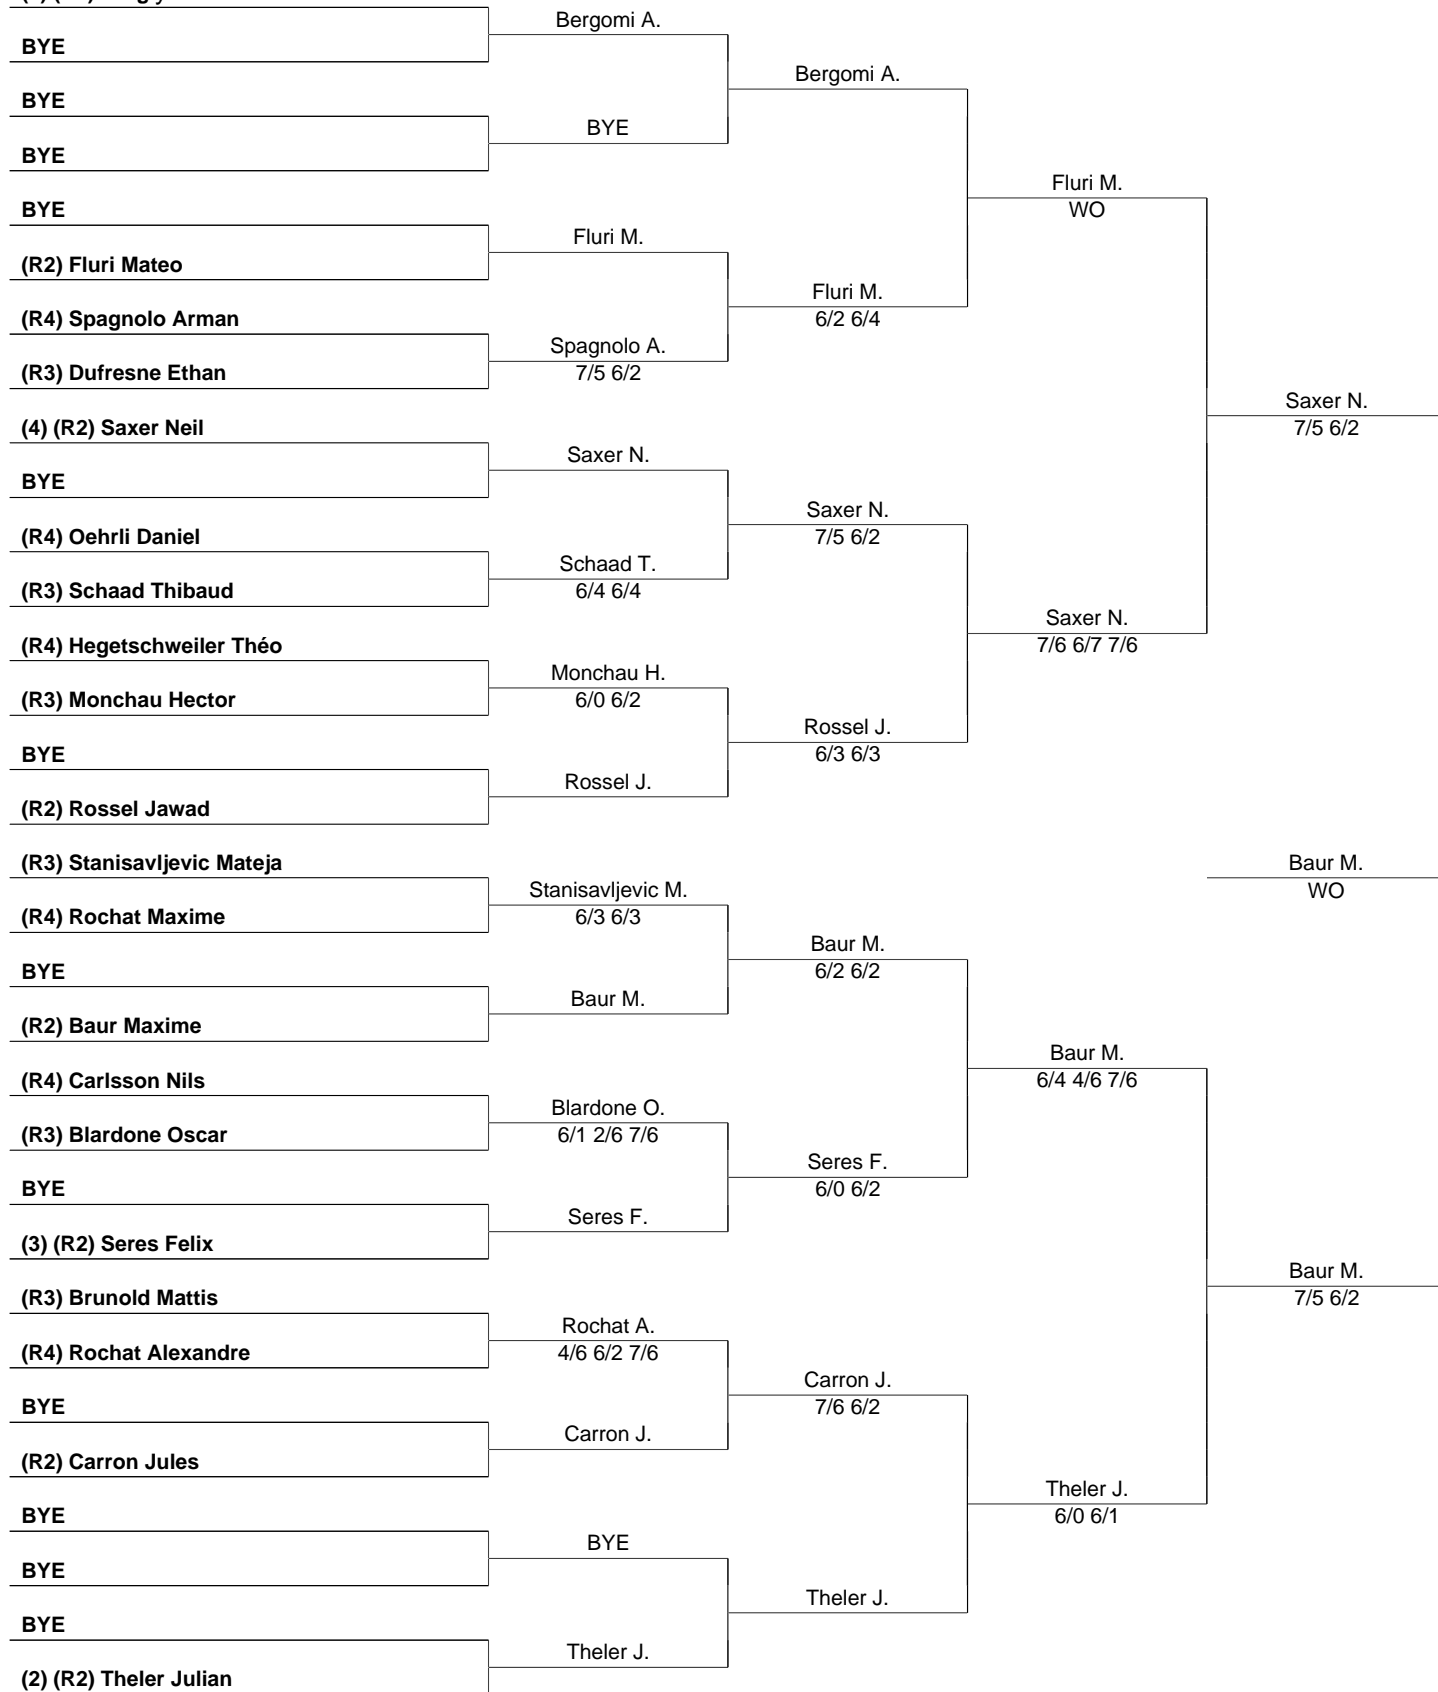 BYE
BYE
BYE
BYE
(R2) Fluri Mateo
(R4) Spagnolo Arman
(R3) Dufresne Ethan
(4) (R2) Saxer Neil
BYE
(R4) Oehrli Daniel
(R3) Schaad Thibaud
(R4) Hegetschweiler Théo
(R3) Monchau Hector
BYE
(R2) Rossel Jawad
(R3) Stanisavljevic Mateja
(R4) Rochat Maxime
BYE
(R2) Baur Maxime
(R4) Carlsson Nils
(R3) Blardone Oscar
BYE
(3) (R2) Seres Felix
(R3) Brunold Mattis
(R4) Rochat Alexandre
BYE
(R2) Carron Jules
BYE
BYE
BYE
(2) (R2) Theler Julian
Bergomi A.
BYE
Fluri M.
Spagnolo A.
7/5 6/2
Saxer N.
Schaad T.
6/4 6/4
Monchau H.
6/0 6/2
Rossel J.
Stanisavljevic M.
6/3 6/3
Baur M.
Blardone O.
6/1 2/6 7/6
Seres F.
Rochat A.
4/6 6/2 7/6
Carron J.
BYE
Theler J.
Bergomi A.
Fluri M.
6/2 6/4
Saxer N.
7/5 6/2
Rossel J.
6/3 6/3
Baur M.
6/2 6/2
Seres F.
6/0 6/2
Carron J.
7/6 6/2
Theler J.
Fluri M.
WO
Saxer N.
7/6 6/7 7/6
Baur M.
6/4 4/6 7/6
Theler J.
6/0 6/1
Saxer N.
7/5 6/2
Baur M.
WO
Baur M.
7/5 6/2